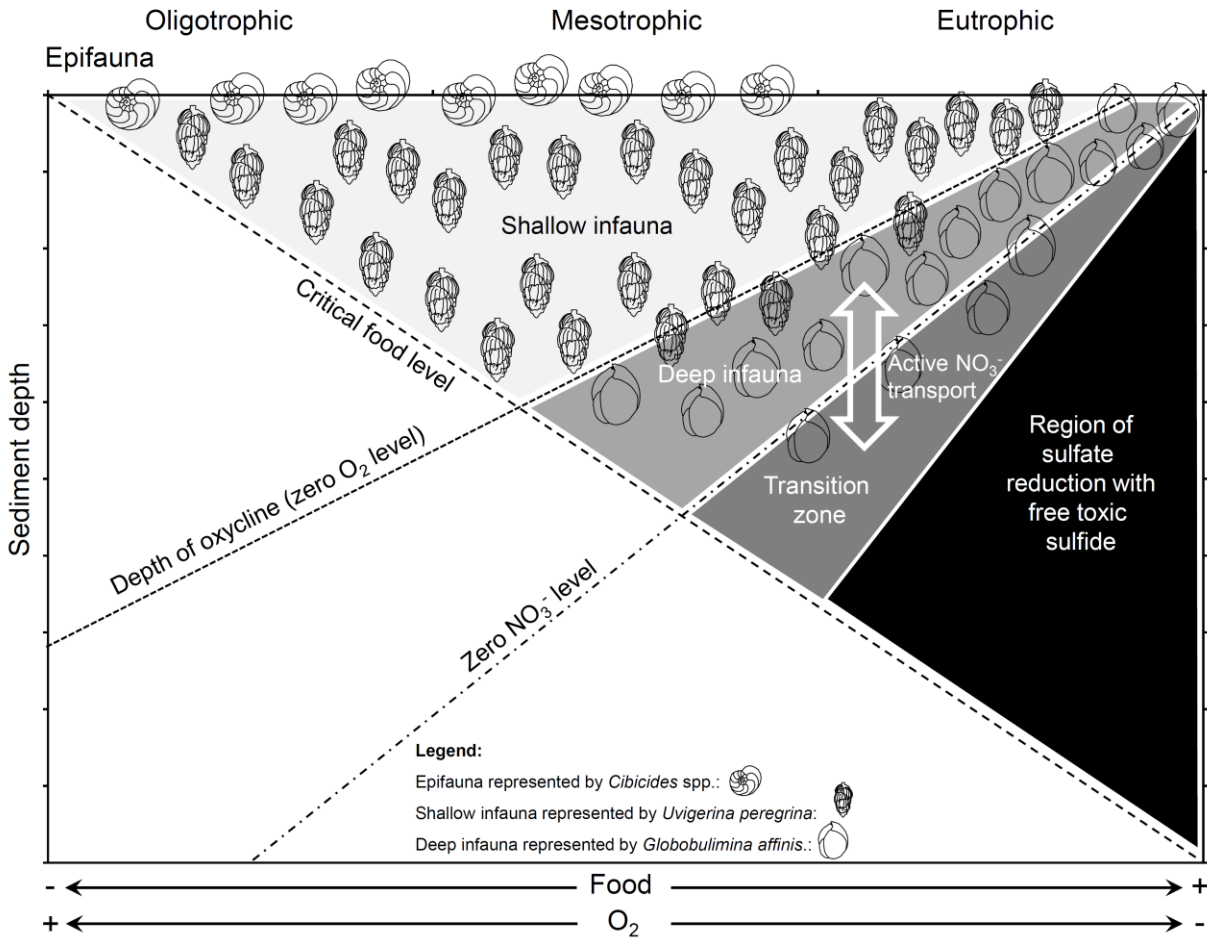 Oligotrophic
Mesotrophic
Eutrophic
Epifauna
Shallow infauna
Critical food level
Deep infauna
Active NO₃⁻
transport
Depth of oxycline (zero O₂ level)
Transition
zone
Region of
sulfate
reduction with
free toxic
sulfide
Sediment depth
Zero NO₃⁻ level
Legend:
Epifauna represented by Cibicides spp.:
Shallow infauna represented by Uvigerina peregrina:
Deep infauna represented by Globobulimina affinis.:
- Food +
+ O₂ -